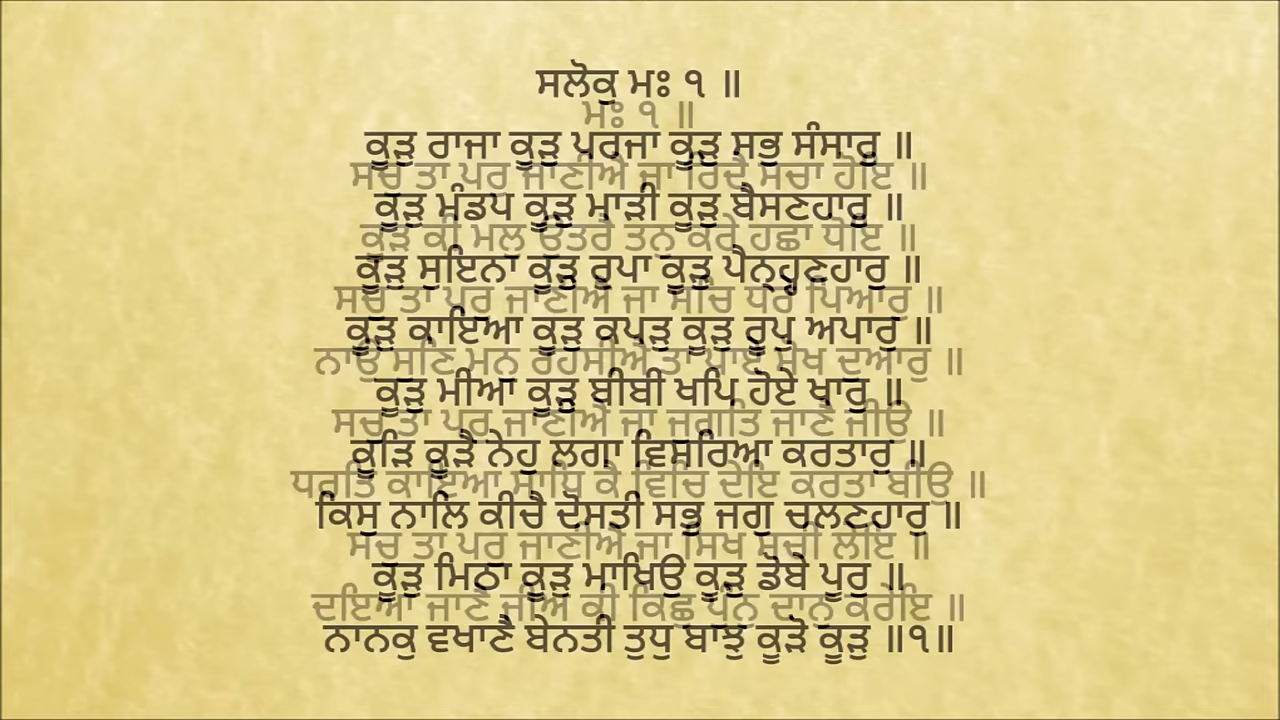 ਸਲੋਕੁ ਮਃ ੧ ॥
ਮਃ ੧ ॥
ਕੂੜੁ ਰਾਜਾ ਕੂੜੁ ਪਰਜਾ ਕੂੜੁ ਸਭੁ ਸੰਸਾਰੁ ॥
ਸਚੁ ਤਾ ਪਰੁ ਜਾਣੀਐ ਜਾ ਰਿਦੈ ਸਚਾ ਹੋਇ ॥
ਕੂੜੁ ਮੰਡਪ ਕੂੜੁ ਮਾੜੀ ਕੂੜੁ ਬੈਸਣਹਾਰੁ ॥
ਕੂੜ ਕੀ ਮਲੁ ਉਤਰੈ ਤਨੁ ਕਰੇ ਹਛਾ ਧੋਇ ॥
ਕੂੜੁ ਸੁਇਨਾ ਕੂੜੁ ਰੁਪਾ ਕੂੜੁ ਪੈਨ੍ਹ੍ਹਣਹਾਰੁ ॥
ਸਚੁ ਤਾ ਪਰੁ ਜਾਣੀਐ ਜਾ ਸਚਿ ਧਰੇ ਪਿਆਰੁ ॥
ਕੂੜੁ ਕਾਇਆ ਕੂੜੁ ਕਪੜੁ ਕੂੜੁ ਰੂਪੁ ਅਪਾਰੁ ॥
ਨਾਉ ਸੁਣਿ ਮਨੁ ਰਹਸੀਐ ਤਾ ਪਾਏ ਮੋਖ ਦੁਆਰੁ ॥
ਕੂੜੁ ਮੀਆ ਕੂੜੁ ਬੀਬੀ ਖਪਿ ਹੋਏ ਖਾਰੁ ॥
ਸਚੁ ਤਾ ਪਰੁ ਜਾਣੀਐ ਜਾ ਜੁਗਤਿ ਜਾਣੈ ਜੀਉ ॥
ਕੂੜਿ ਕੂੜੈ ਨੇਹੁ ਲਗਾ ਵਿਸਰਿਆ ਕਰਤਾਰੁ ॥
ਧਰਤਿ ਕਾਇਆ ਸਾਧਿ ਕੈ ਵਿਚਿ ਦੇਇ ਕਰਤਾ ਬੀਉ ॥
ਕਿਸੁ ਨਾਲਿ ਕੀਚੈ ਦੋਸਤੀ ਸਭੁ ਜਗੁ ਚਲਣਹਾਰੁ ॥
ਸਚੁ ਤਾ ਪਰੁ ਜਾਣੀਐ ਜਾ ਸਿਖ ਸਚੀ ਲੇਇ ॥
ਕੂੜੁ ਮਿਠਾ ਕੂੜੁ ਮਾਖਿਉ ਕੂੜੁ ਡੋਬੇ ਪੂਰੁ ॥
ਦਇਆ ਜਾਣੈ ਜੀਅ ਕੀ ਕਿਛੁ ਪੁੰਨੁ ਦਾਨੁ ਕਰੇਇ ॥
ਨਾਨਕੁ ਵਖਾਣੈ ਬੇਨਤੀ ਤੁਧੁ ਬਾਝੁ ਕੂੜੋ ਕੂੜੁ ॥੧॥